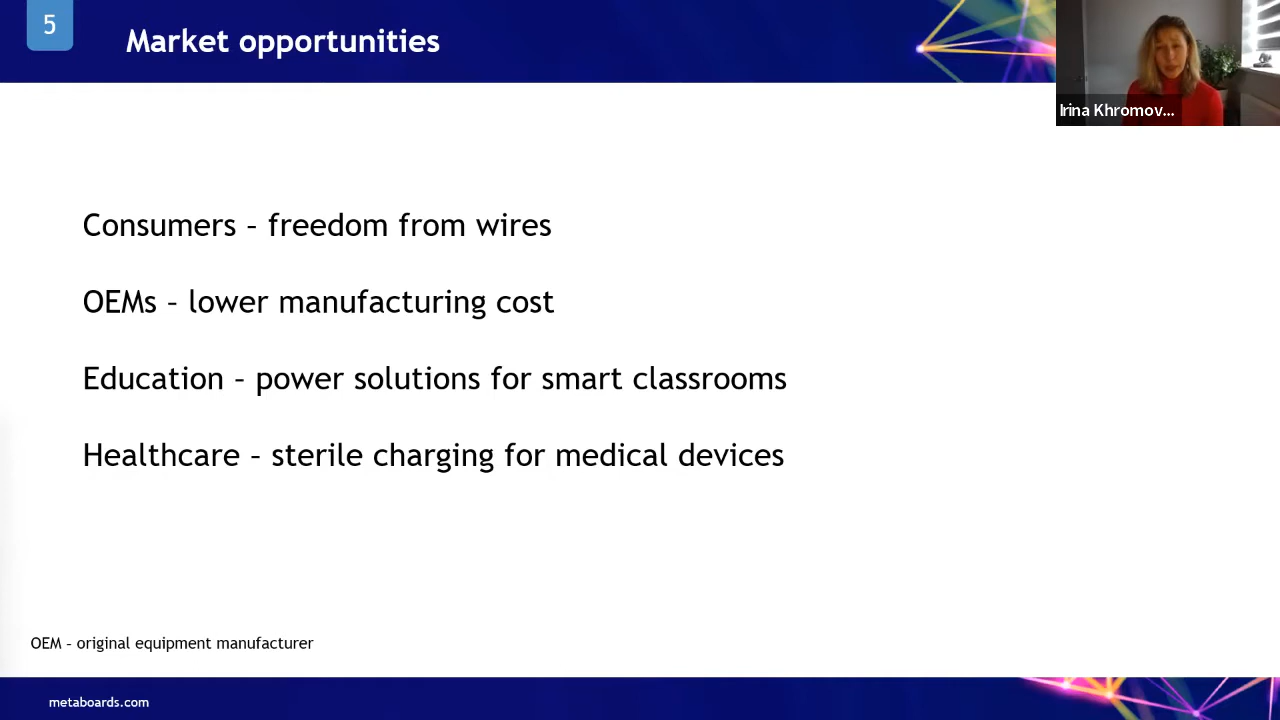 5
Market opportunities
Irina Khromov...
Consumers – freedom from wires
OEMs – lower manufacturing cost
Education – power solutions for smart classrooms
Healthcare – sterile charging for medical devices
OEM – original equipment manufacturer
metaboards.com